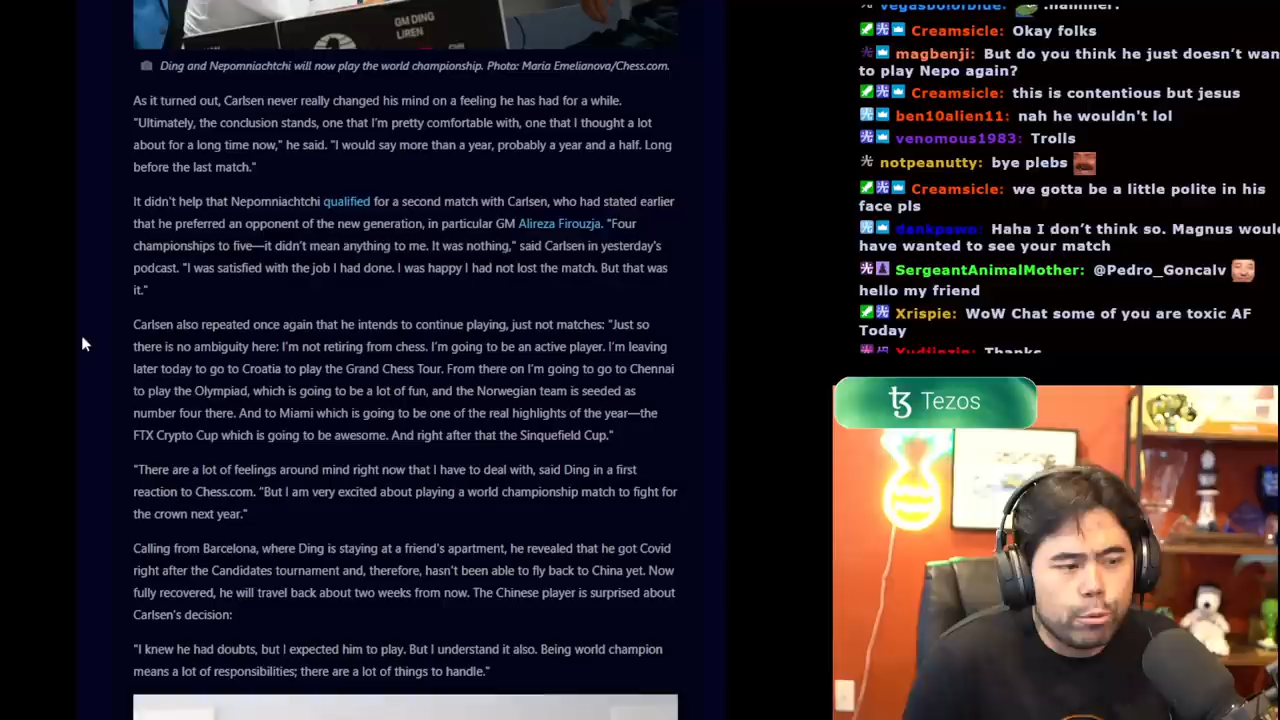 GM DING
LIREN
Ding and Nepomniachtchi will now play the world championship. Photo: Maria Emelianova/Chess.com.
As it turned out, Carlsen never really changed his mind on a feeling he has had for a while.
"Ultimately, the conclusion stands, one that I'm pretty comfortable with, one that I thought a lot
about for a long time now," he said. "I would say more than a year, probably a year and a half. Long
before the last match."
It didn't help that Nepomniachtchi qualified for a second match with Carlsen, who had stated earlier
that he preferred an opponent of the new generation, in particular GM Alireza Firouzja. "Four
championships to five—it didn't mean anything to me. It was nothing," said Carlsen in yesterday's
podcast. "I was satisfied with the job I had done. I was happy I had not lost the match. But that was
it."
Carlsen also repeated once again that he intends to continue playing, just not matches: "Just so
there is no ambiguity here: I'm not retiring from chess. I'm going to be an active player. I'm leaving
later today to go to Croatia to play the Grand Chess Tour. From there on I'm going to go to Chennai
to play the Olympiad, which is going to be a lot of fun, and the Norwegian team is seeded as
number four there. And to Miami which is going to be one of the real highlights of the year—the
FTX Crypto Cup which is going to be awesome. And right after that the Sinquefield Cup."
"There are a lot of feelings around mind right now that I have to deal with, said Ding in a first
reaction to Chess.com. "But I am very excited about playing a world championship match to fight for
the crown next year."
Calling from Barcelona, where Ding is staying at a friend's apartment, he revealed that he got Covid
right after the Candidates tournament and, therefore, hasn't been able to fly back to China yet. Now
fully recovered, he will travel back about two weeks from now. The Chinese player is surprised about
Carlsen's decision:
"I knew he had doubts, but I expected him to play. But I understand it also. Being world champion
means a lot of responsibilities; there are a lot of things to handle."
Creamsicle: Okay folks
magbenji: But do you think he just doesn't wan
to play Nepo again?
Creamsicle: this is contentious but jesus
ben10alien11: nah he wouldn't lol
venomous1983: Trolls
notpeanutty: bye plebs
Creamsicle: we gotta be a little polite in his
face pls
dankpawn: Haha I don't think so. Magnus would
have wanted to see your match
SergeantAnimalMother: @Pedro_Goncalv
hello my friend
Xrispie: WoW Chat some of you are toxic AF
Today
Thanks
Tezos